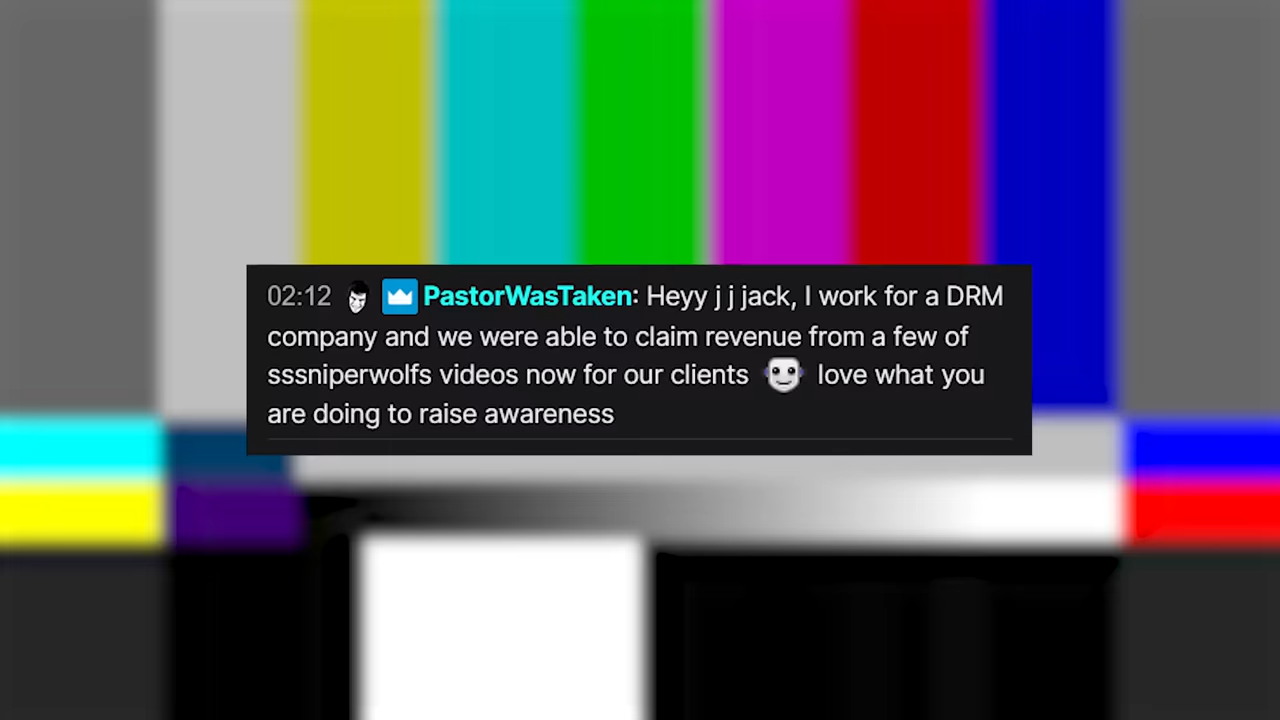 02:12 PastorWasTaken: Heyy j j jack, I work for a DRM
company and we were able to claim revenue from a few of
sssniperwolfs videos now for our clients love what you
are doing to raise awareness